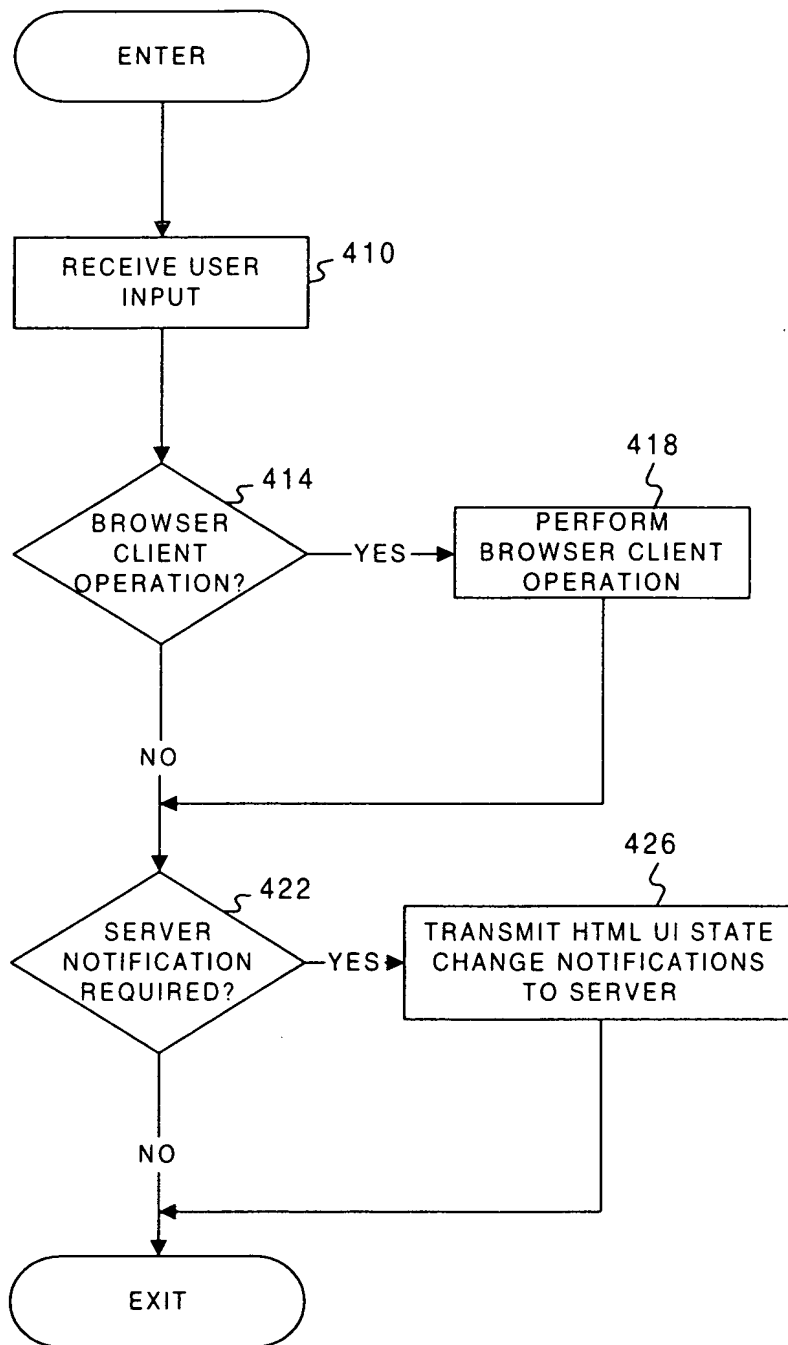 ENTER
RECEIVE USER
INPUT
410
414
BROWSER
CLIENT
OPERATION?
YES
418
PERFORM
BROWSER CLIENT
OPERATION
NO
422
SERVER
NOTIFICATION
REQUIRED?
YES
426
TRANSMIT HTML UI STATE
CHANGE NOTIFICATIONS
TO SERVER
NO
EXIT